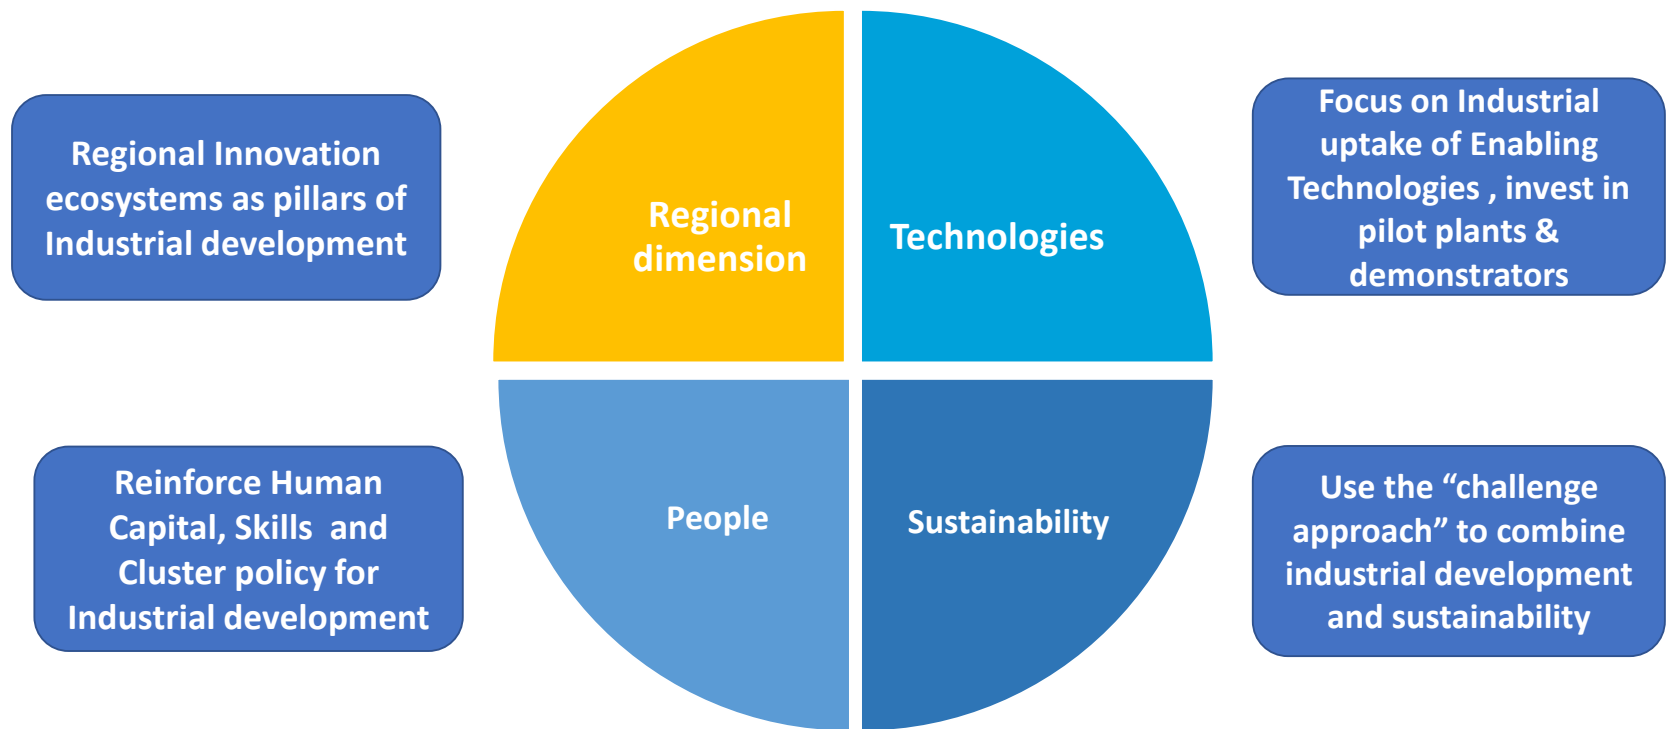 Regional Innovation
ecosystems as pillars of
Industrial development
Regional
dimension
Technologies
Focus on Industrial
uptake of Enabling
Technologies , invest in
pilot plants &
demonstrators
Reinforce Human
Capital, Skills  and
Cluster policy for
Industrial development
People
Sustainability
Use the “challenge
approach” to combine
industrial development
and sustainability